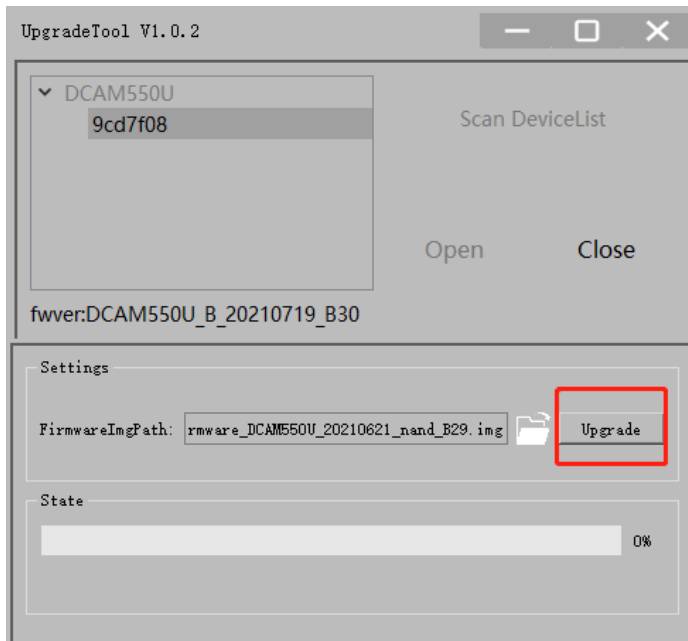 UpgradeTool V1.0.2
DCAM550U
9cd7f08
Scan DeviceList
Open
Close
fwver:DCAM550U_B_20210719_B30
Settings
FirmwareImgPath: rmware_DCAM550U_20210621_nand_B29.img Upgrade
State
0%